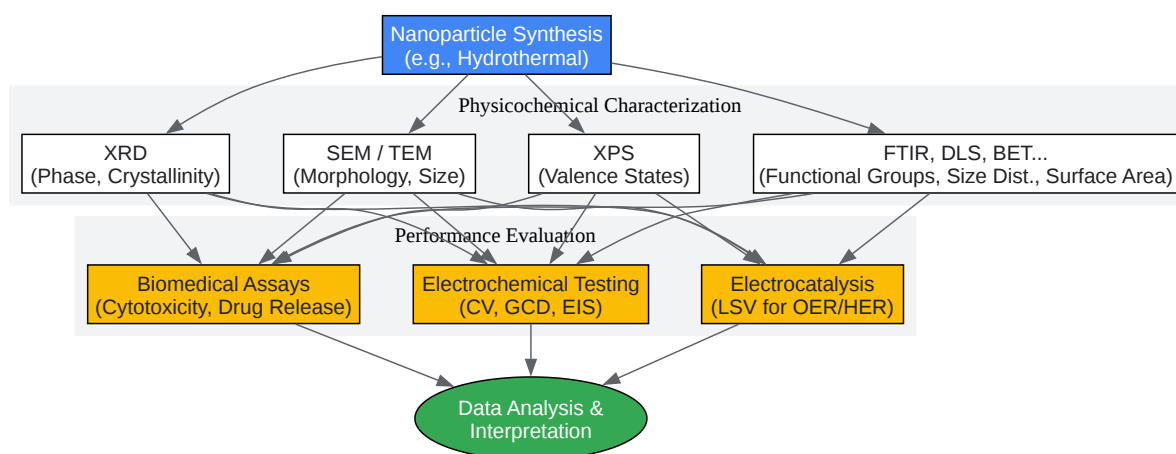 Nanoparticle Synthesis
(e.g., Hydrothermal)
Physicochemical Characterization
XRD
(Phase, Crystallinity)
SEM / TEM
(Morphology, Size)
XPS
(Valence States)
FTIR, DLS, BET...
(Functional Groups, Size Dist., Surface Area)
Performance Evaluation
Biomedical Assays
(Cytotoxicity, Drug Release)
Electrochemical Testing
(CV, GCD, EIS)
Electrocatalysis
(LSV for OER/HER)
Data Analysis &
Interpretation